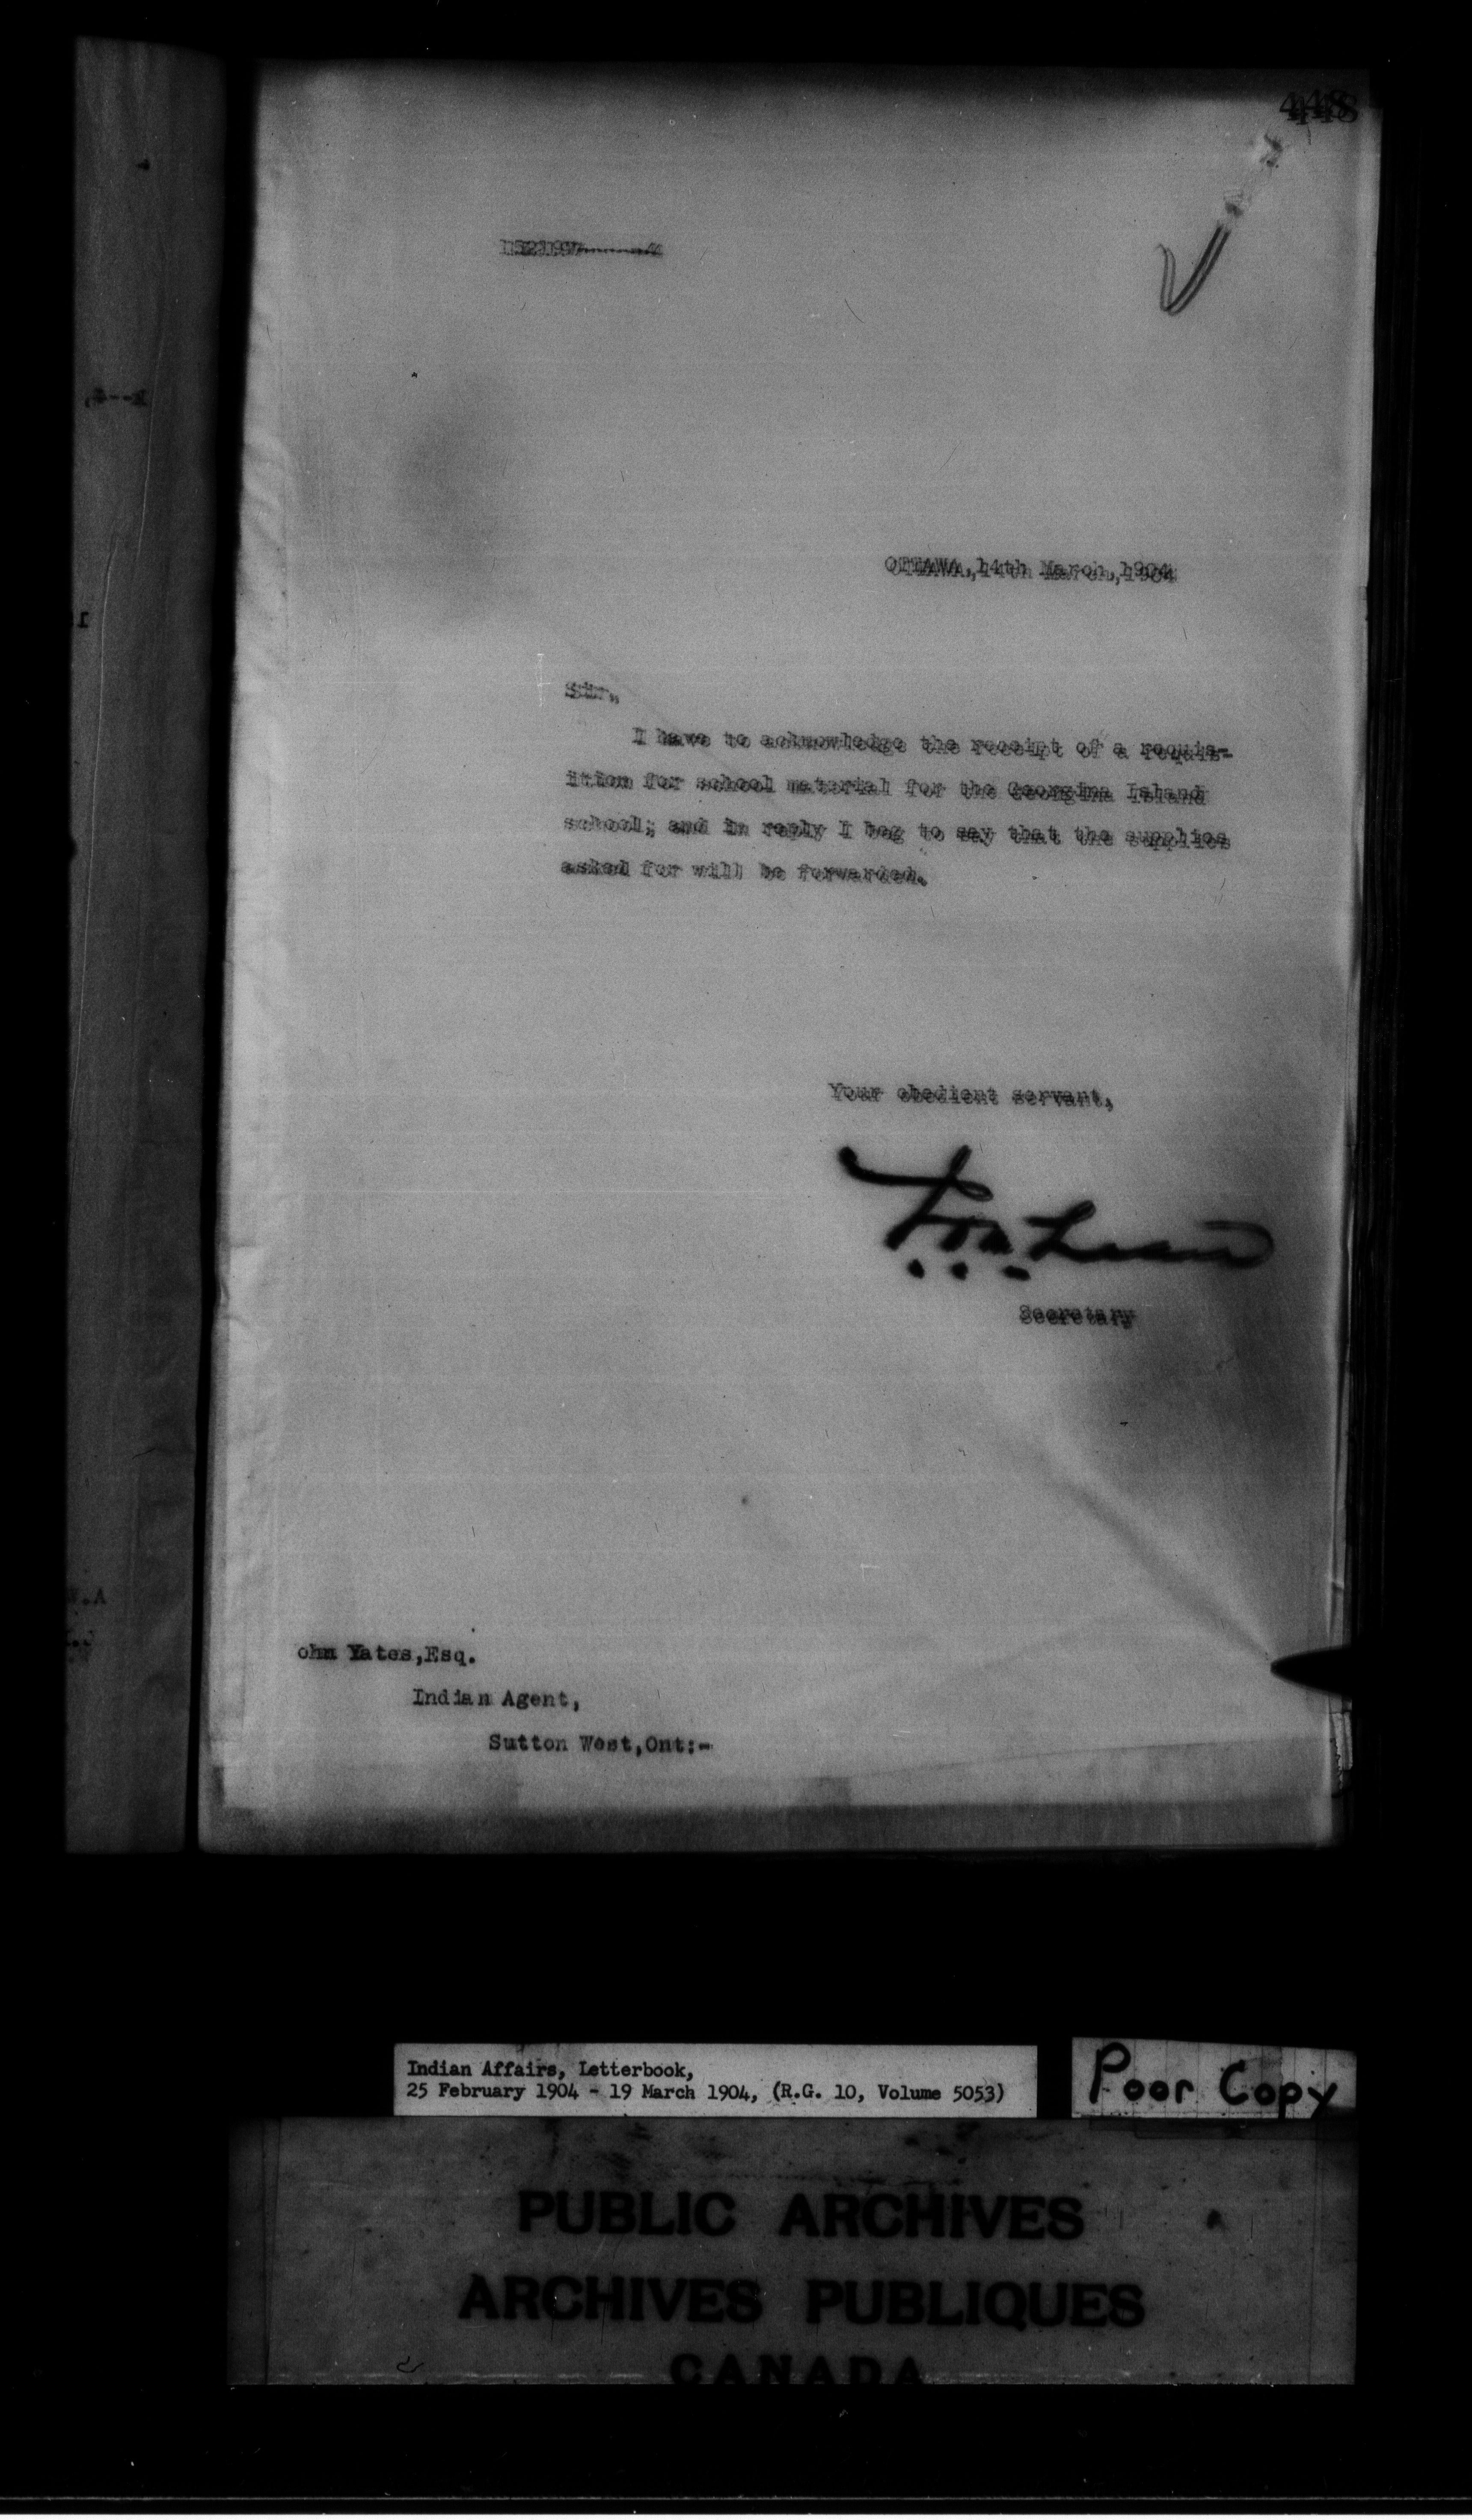 448
OTTAWA, 14th March, 1904
Sir,
I have to acknowledge the receipt of a requis-
ition for school material for the Georgina Island
school; and in reply I beg to say that the supplies
asked for will be forwarded.
Your obedient servant,
Secretary
ohn Yates, Esq.
Indian Agent,
Sutton West, Ont:-
Indian Affairs, Letterbook,
25 February 1904 - 19 March 1904, (R.G. 10, Volume 5053)
Poor Copy
PUBLIC ARCHIVES
ARCHIVES PUBLIQUES
CANADA